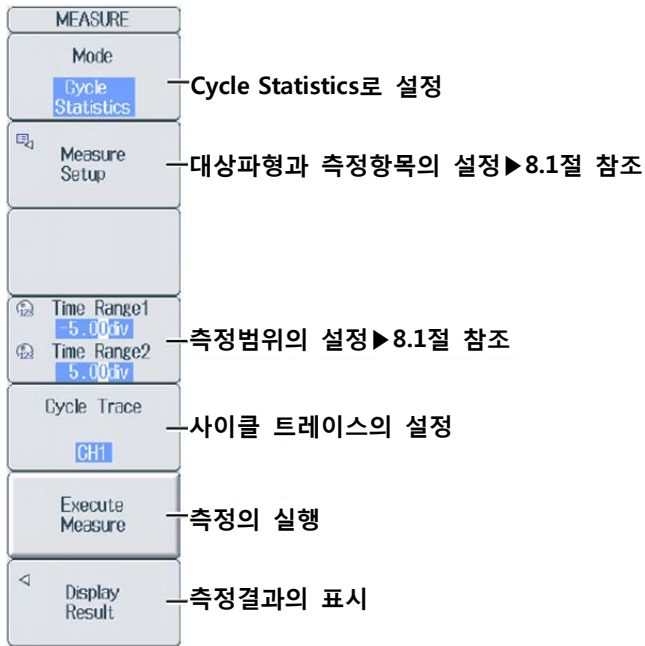 MEASURE
Mode
Cycle
Statistics
Cycle Statistics로 설정
Measure
Setup
대상파형과 측정항목의 설정▶8.1절 참조
Time Range1
-5.00div
Time Range2
5.00div
측정범위의 설정▶8.1절 참조
Cycle Trace
CH1
사이클 트레이스의 설정
Execute
Measure
측정의 실행
Display
Result
측정결과의 표시